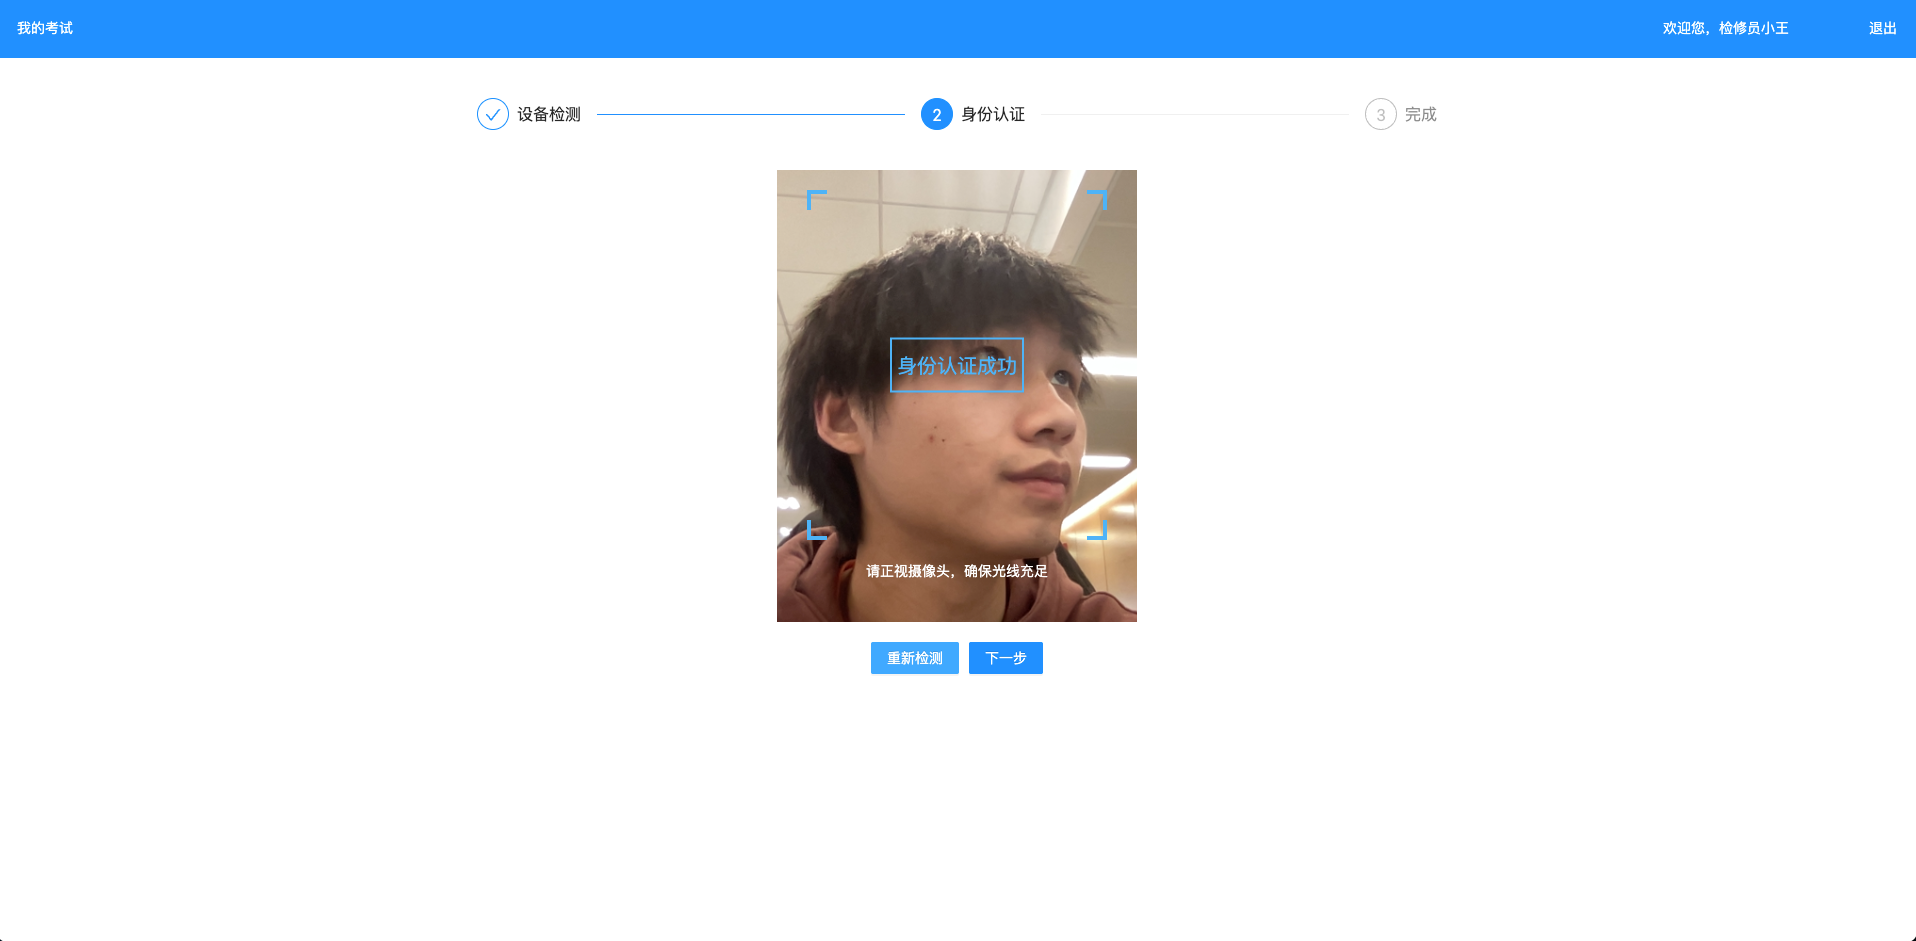 我的考试
欢迎您，检修员小王
退出
设备检测
2 身份认证
3 完成
身份认证成功
请正视摄像头，确保光线充足
重新检测
下一步